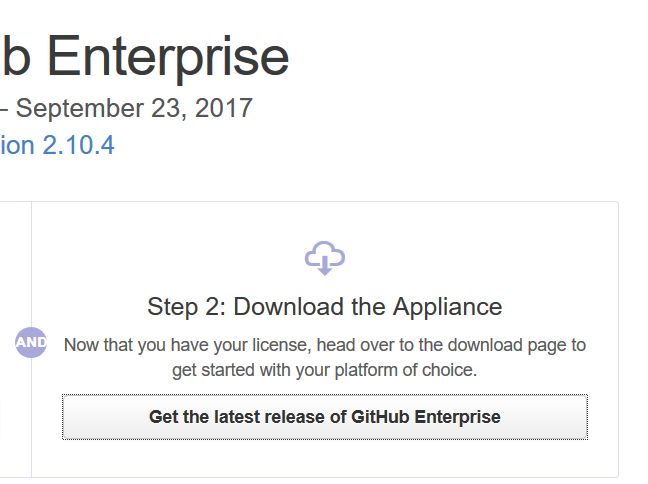 b Enterprise
– September 23, 2017
ion 2.10.4
AND
Step 2: Download the Appliance
Now that you have your license, head over to the download page to
get started with your platform of choice.
Get the latest release of GitHub Enterprise